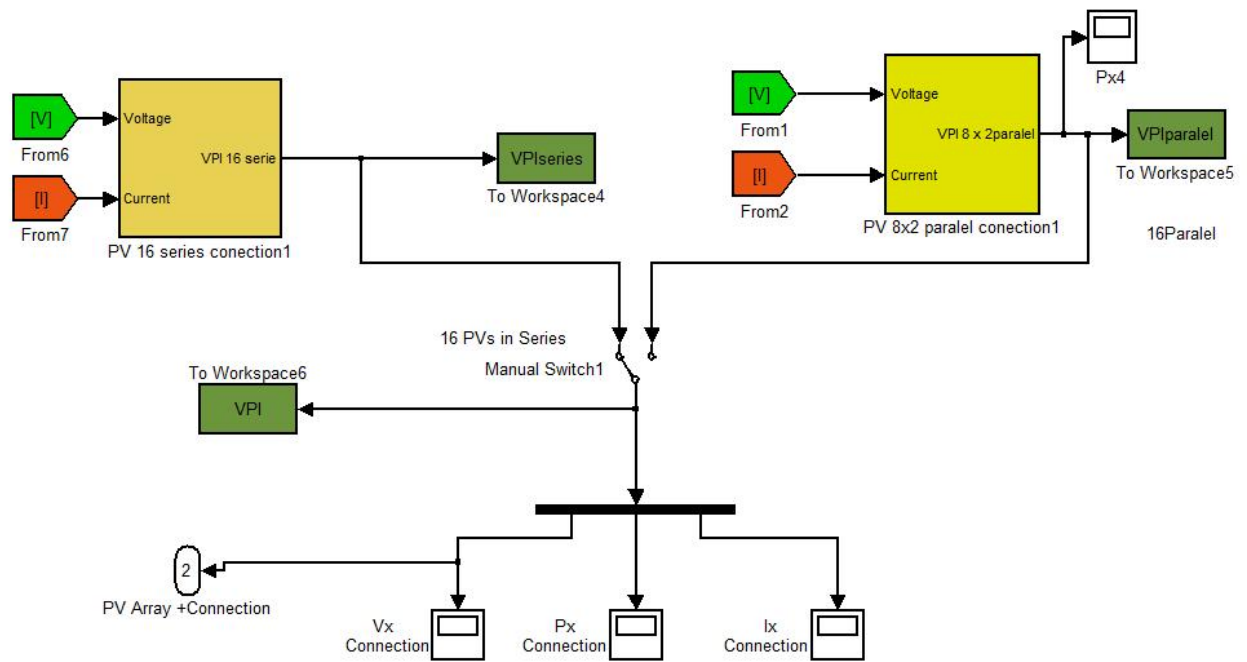 Px4
[V]
Voltage
From6
VPI 16 serie
[I]
Current
From7
PV 16 series conection1
VPIseries
To Workspace4
[V]
Voltage
From1
VPI 8 x 2paralel
[I]
Current
From2
PV 8x2 paralel conection1
VPIparalel
To Workspace5
16Paralel
16 PVs in Series
Manual Switch1
To Workspace6
VPI
2
PV Array +Connection
Vx
Connection
Px
Connection
Ix
Connection